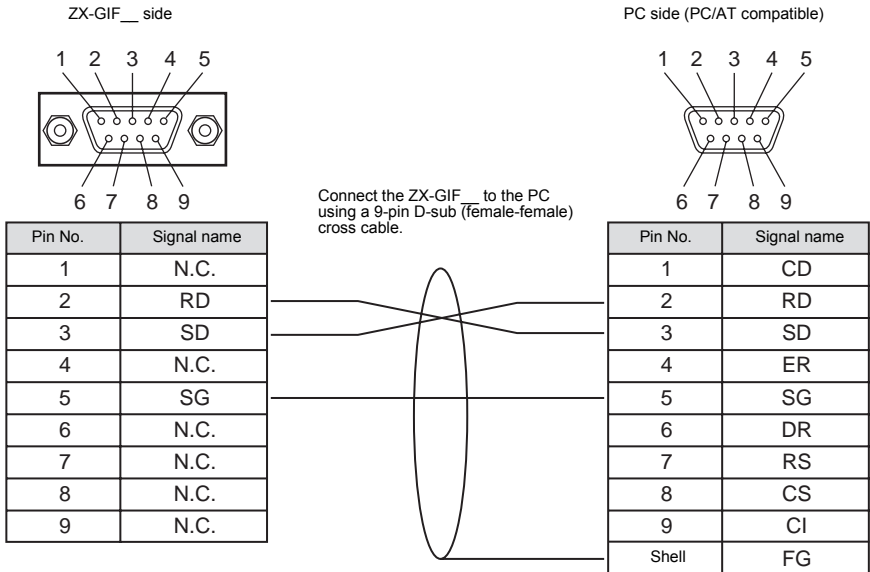 ZX-GIF__ side
1 2 3 4 5
6 7 8 9
Pin No. Signal name
1 N.C.
2 RD
3 SD
4 N.C.
5 SG
6 N.C.
7 N.C.
8 N.C.
9 N.C.
Connect the ZX-GIF__ to the PC
using a 9-pin D-sub (female-female)
cross cable.
PC side (PC/AT compatible)
1 2 3 4 5
6 7 8 9
Pin No. Signal name
1 CD
2 RD
3 SD
4 ER
5 SG
6 DR
7 RS
8 CS
9 CI
Shell FG